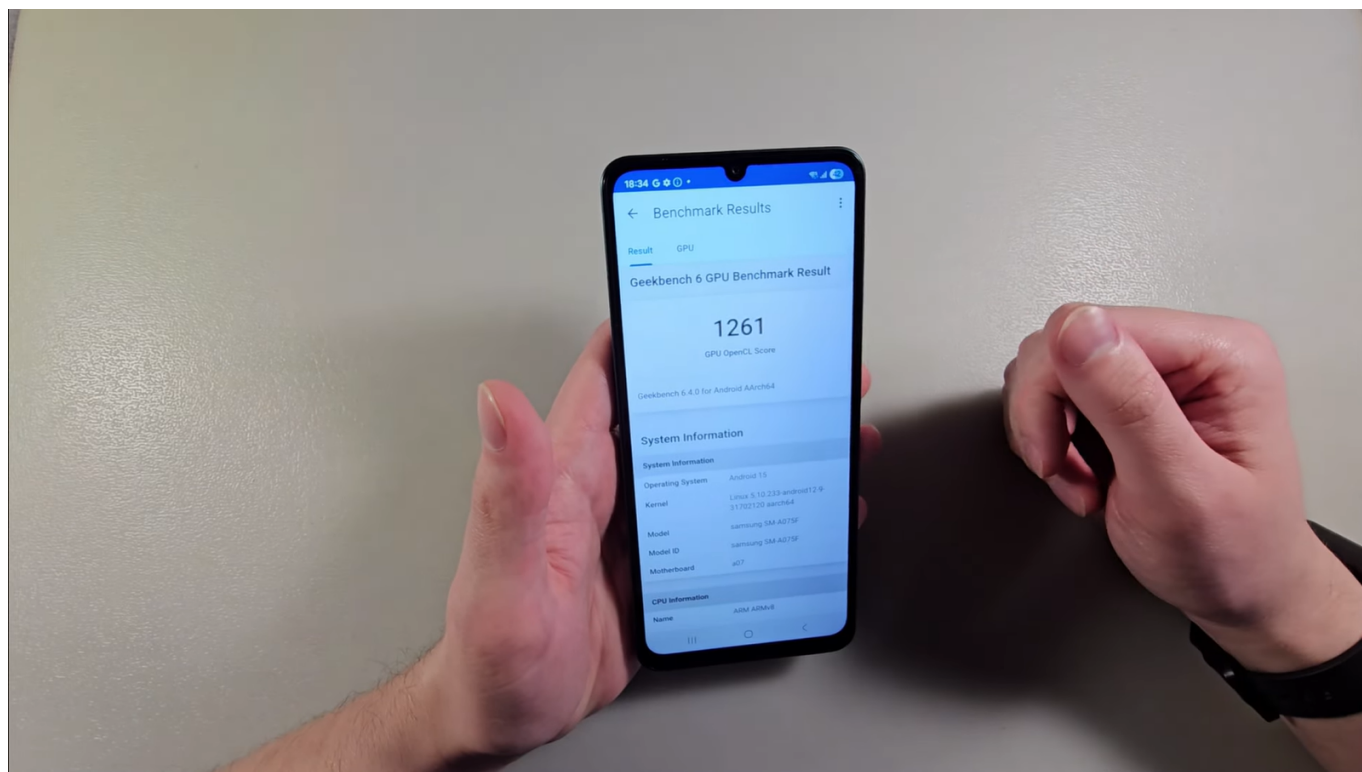 18:34 G
Benchmark Results
Result GPU
Geekbench 6 GPU Benchmark Result
1261
GPU OpenCL Score
Geekbench 6.4.0 for Android AArch64
System Information
System Information
Operating System Android 15
Kernel Linux 5.10.233-android12-9-
31702120 aarch64
Model samsung SM-A075F
Model ID samsung SM-A075F
Motherboard a07
CPU Information
Name ARM ARMv8